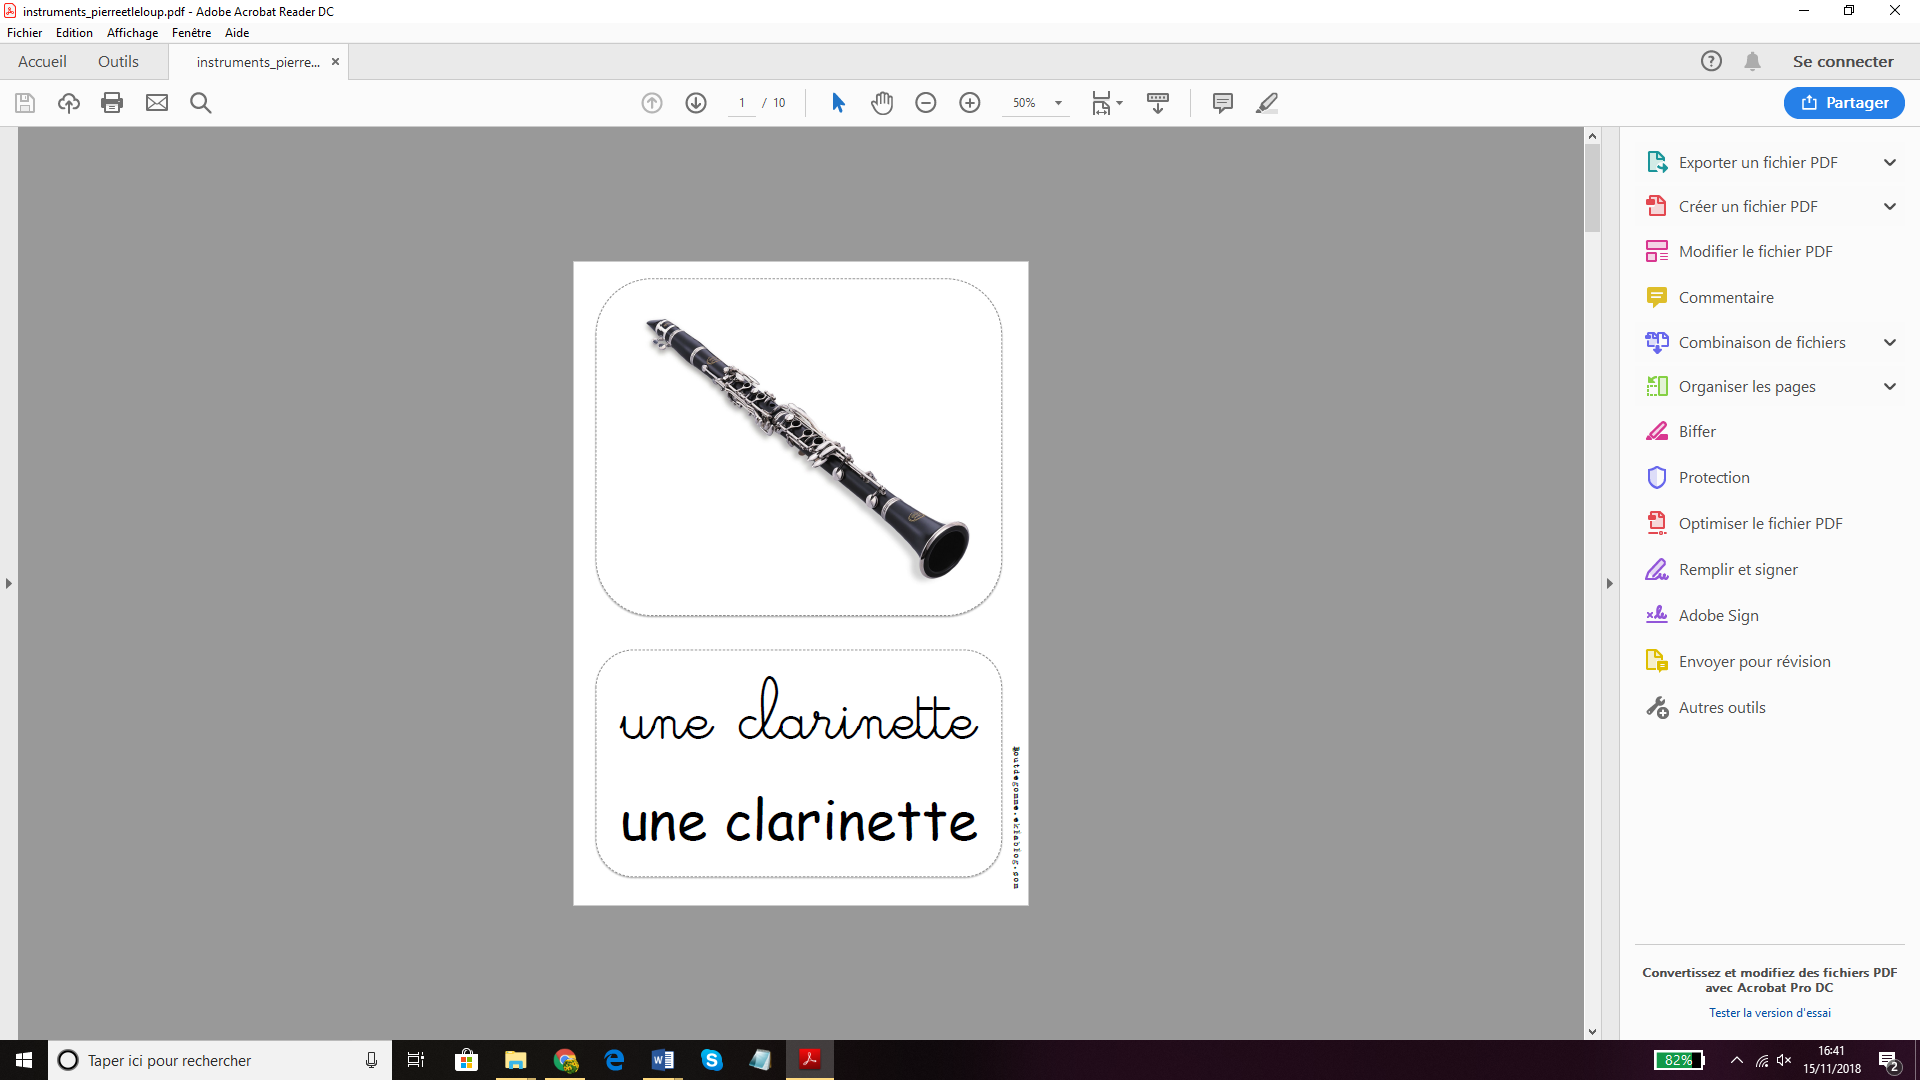 instruments_pierreetleloup.pdf - Adobe Acrobat Reader DC
Fichier Edition Affichage Fenêtre Aide
Accueil Outils instruments_pierre... × Se connecter
1 / 10 50% Partager
une clarinette
une clarinette
boutdegomme.eklablog.com
Exporter un fichier PDF
Créer un fichier PDF
Modifier le fichier PDF
Commentaire
Combinaison de fichiers
Organiser les pages
Biffer
Protection
Optimiser le fichier PDF
Remplir et signer
Adobe Sign
Envoyer pour révision
Autres outils
Convertissez et modifiez des fichiers PDF
avec Acrobat Pro DC
Tester la version d'essai
Taper ici pour rechercher
82%
16:41
15/11/2018
2